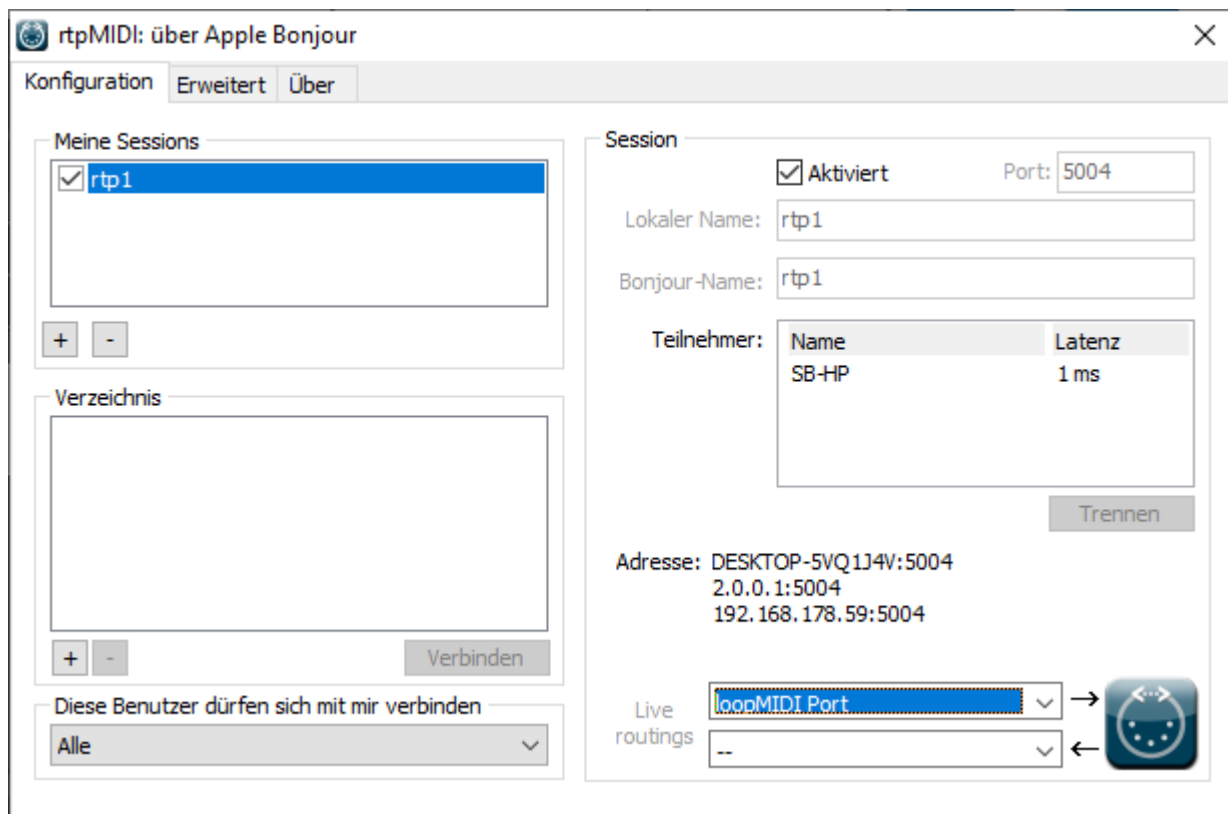 rtpMIDI: über Apple Bonjour
Konfiguration Erweitert Über
Meine Sessions
rtp1
+ -
Verzeichnis
+ - Verbinden
Diese Benutzer dürfen sich mit mir verbinden
Alle
Session
Aktiviert Port: 5004
Lokaler Name: rtp1
Bonjour-Name: rtp1
Teilnehmer: Name Latenz
SB-HP 1 ms
Trennen
Adresse: DESKTOP-5VQ1J4V:5004
2.0.0.1:5004
192.168.178.59:5004
Live routings
loopMIDI Port →
-- ←